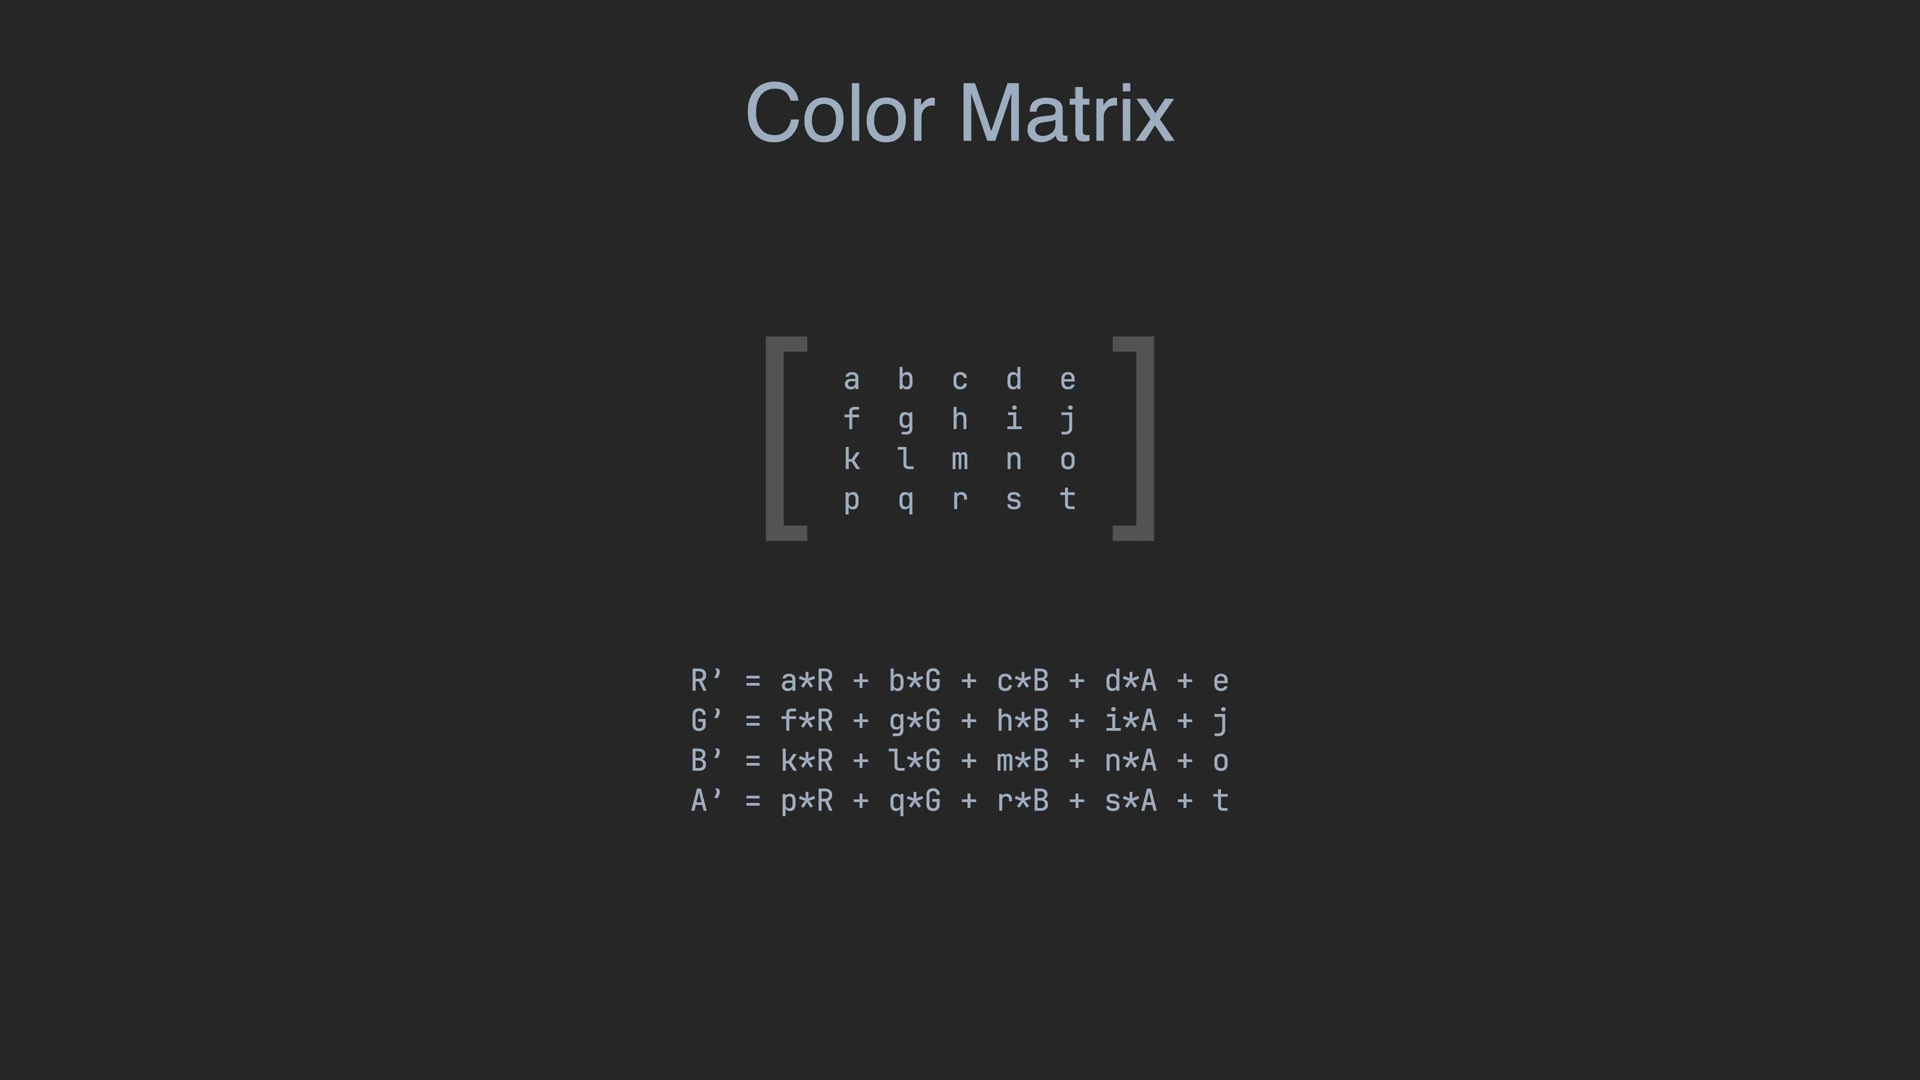 Color Matrix
a b c d e
f g h i j
k l m n o
p q r s t
R’ = a*R + b*G + c*B + d*A + e
G’ = f*R + g*G + h*B + i*A + j
B’ = k*R + l*G + m*B + n*A + o
A’ = p*R + q*G + r*B + s*A + t